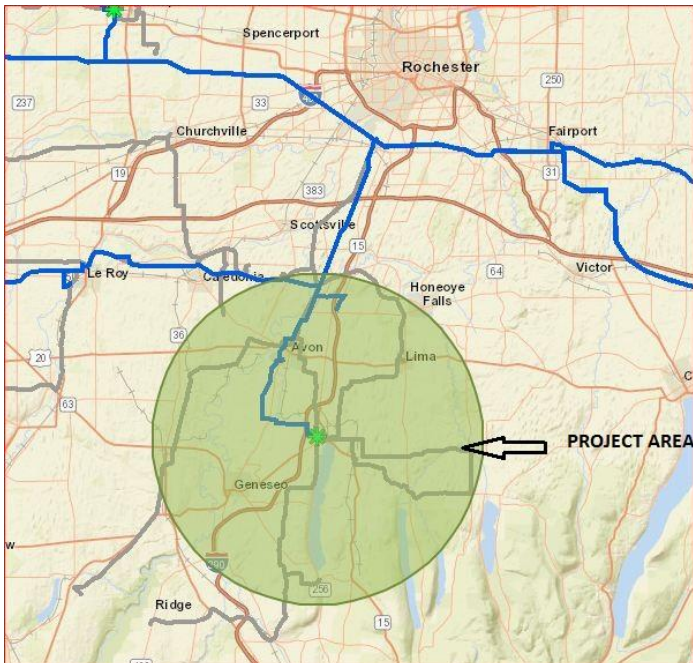 Spencerport
Rochester
250
237
33
490
Churchville
Fairport
19
31
383
Scottsville
15
64
Victor
Le Roy
Caledonia
Honeoye
Falls
36
Avon
Lima
20
63
C
PROJECT AREA
Geneseo
w
390
256
Ridge
15